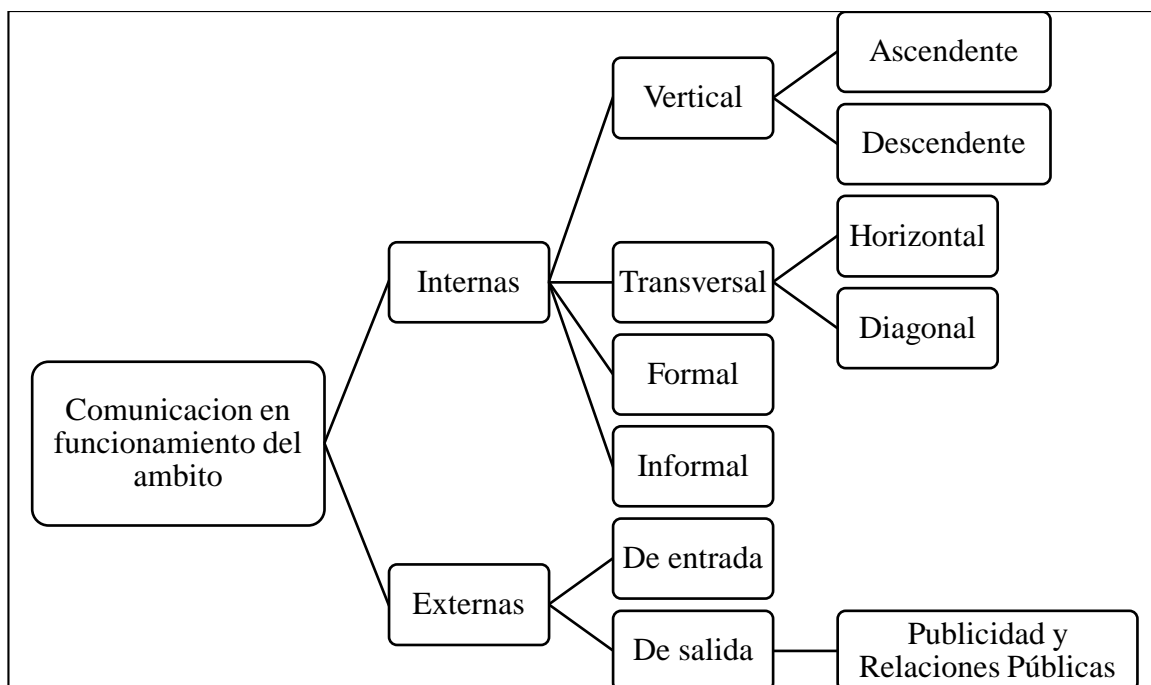 Comunicacion en
funcionamiento del
ambito
Internas
Vertical
Ascendente
Descendente
Transversal
Horizontal
Diagonal
Formal
Informal
Externas
De entrada
De salida
Publicidad y
Relaciones Públicas